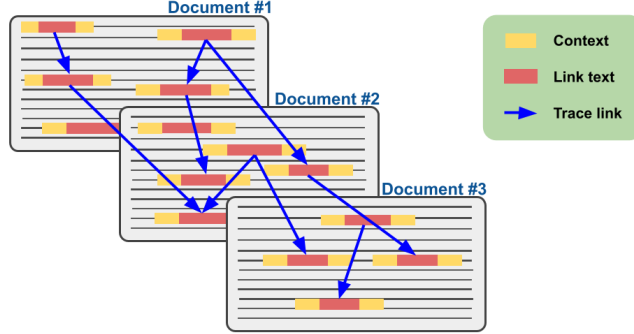 Document #1
Document #2
Document #3
Context
Link text
Trace link